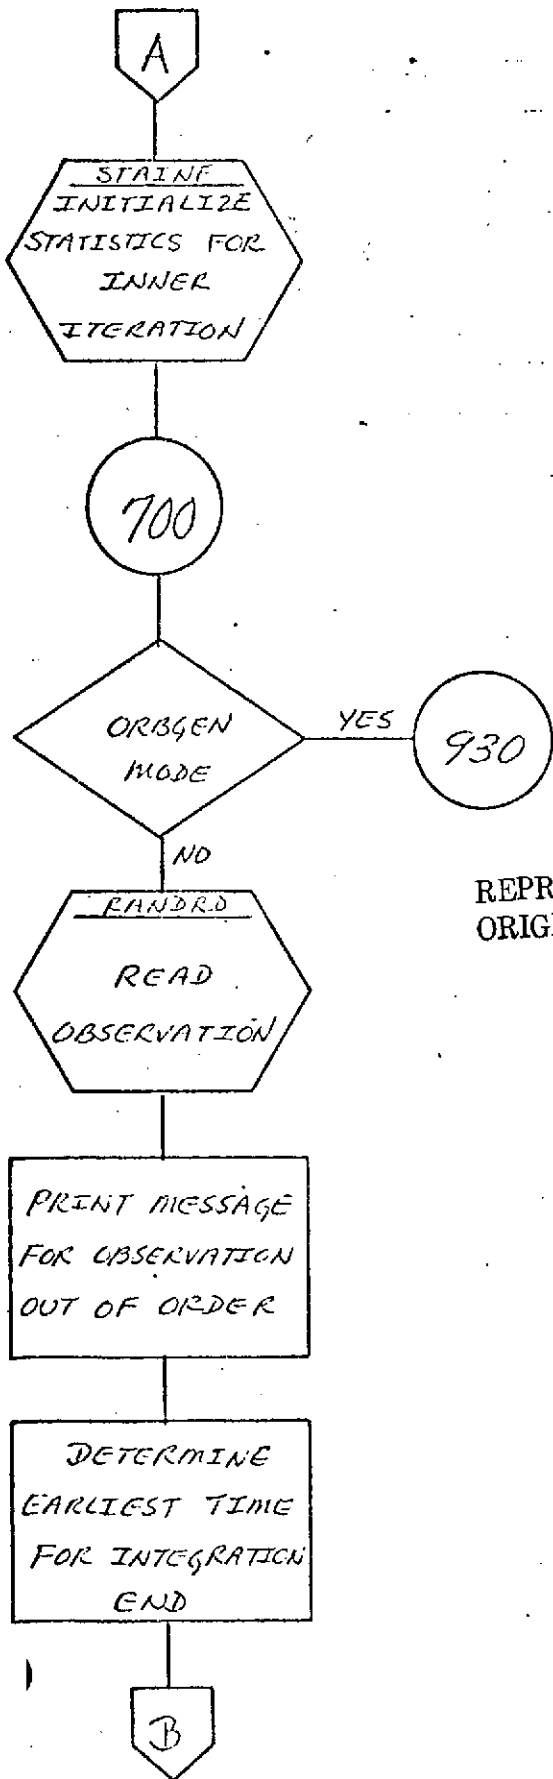 A
STAINF
INITIALIZE
STATISTICS FOR
INNER
ITERATION
700
ORBGEN
MODE
YES
930
NO
RANDRD
READ
OBSERVATION
REPR
ORIGI
PRINT MESSAGE
FOR OBSERVATION
OUT OF ORDER
DETERMINE
EARLIEST TIME
FOR INTEGRATION
END
B